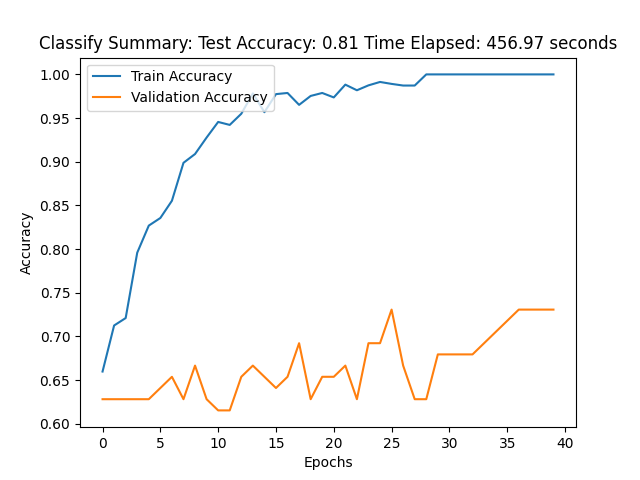 Classify Summary: Test Accuracy: 0.81 Time Elapsed: 456.97 seconds
Train Accuracy
Validation Accuracy
1.00
0.95
0.90
0.85
0.80
0.75
0.70
0.65
0.60
Accuracy
0 5 10 15 20 25 30 35 40
Epochs